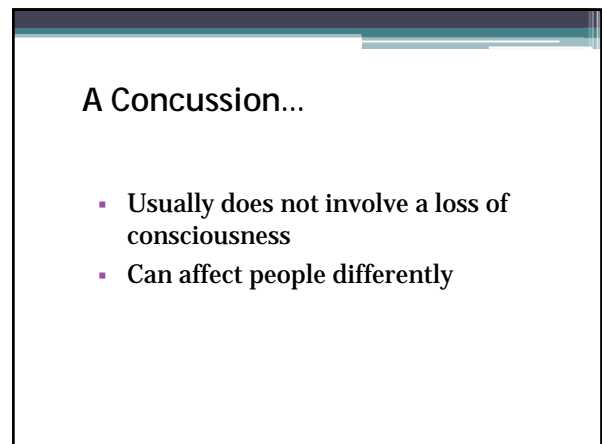 A Concussion…
▪ Usually does not involve a loss of
consciousness
▪ Can affect people differently